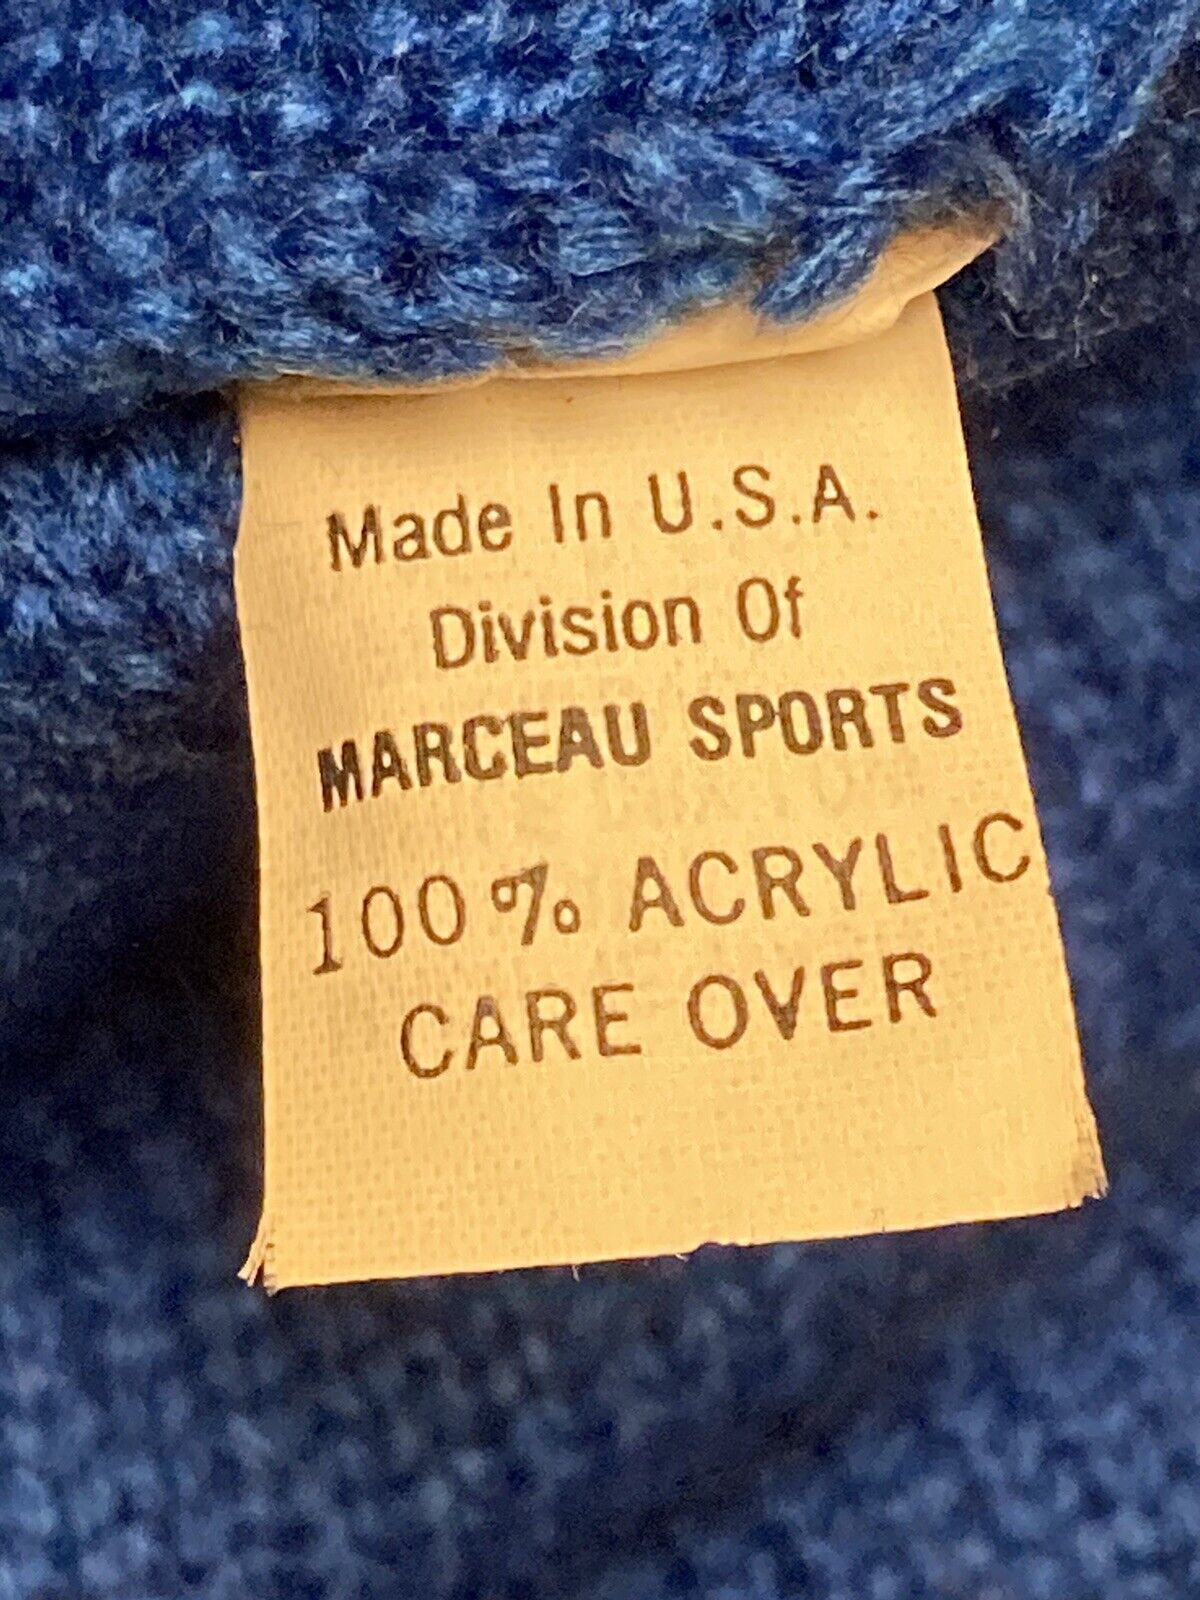 Made In U.S.A.
Division Of
MARCEAU SPORTS
100% ACRYLIC
CARE OVER